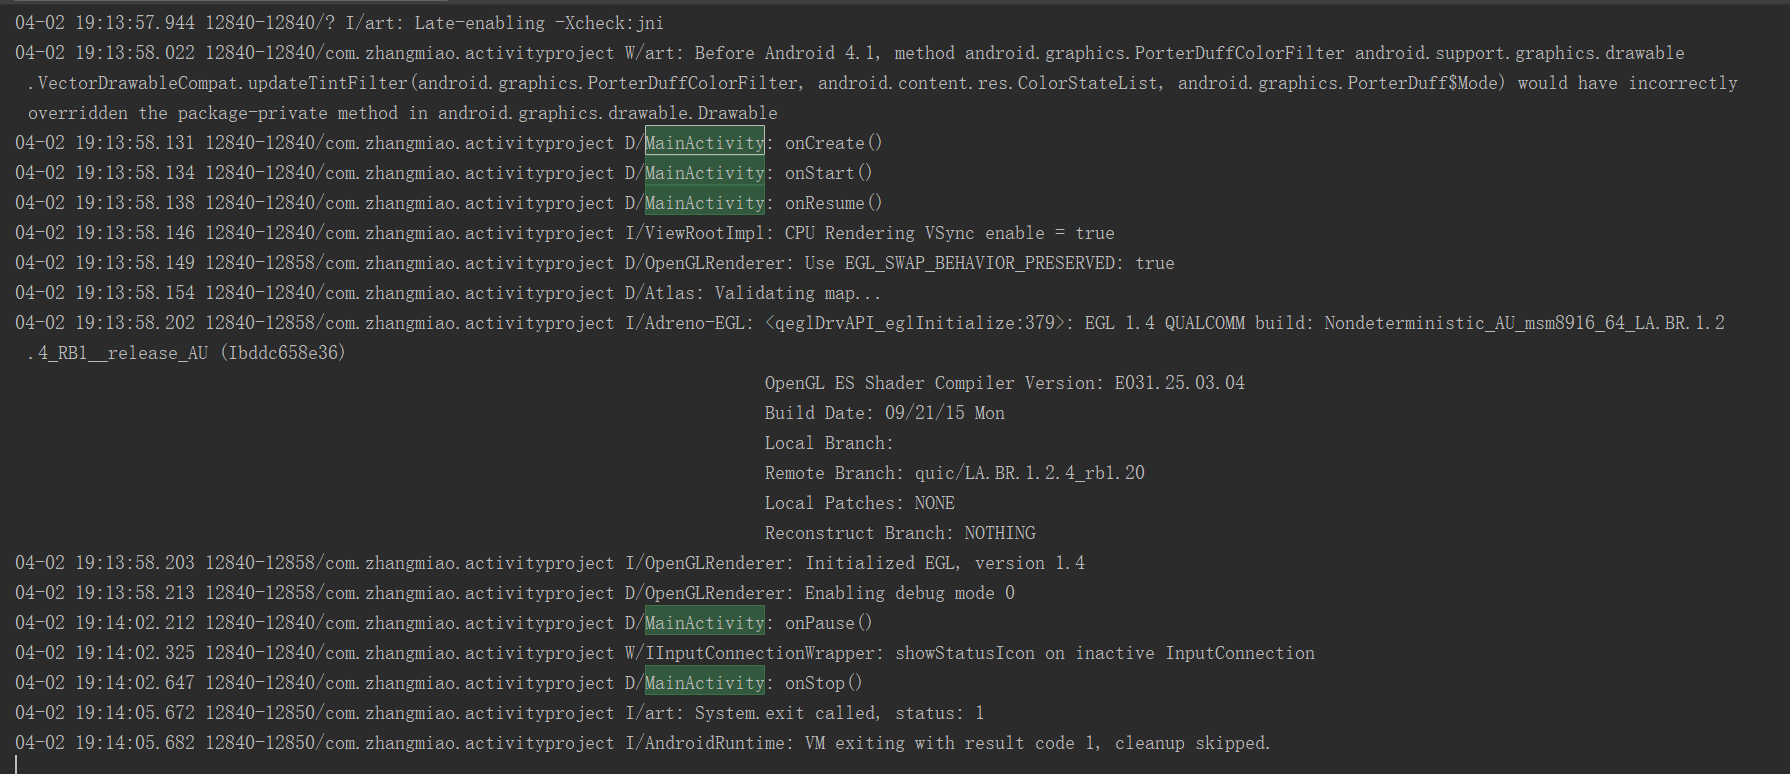 04-02 19:13:57.944 12840-12840/? I/art: Late-enabling -Xcheck:jni
04-02 19:13:58.022 12840-12840/com.zhangmiao.activityproject W/art: Before Android 4.1, method android.graphics.PorterDuffColorFilter android.support.graphics.drawable
.VectorDrawableCompat.updateTintFilter(android.graphics.PorterDuffColorFilter, android.content.res.ColorStateList, android.graphics.PorterDuff$Mode) would have incorrectly
overridden the package-private method in android.graphics.drawable.Drawable
04-02 19:13:58.131 12840-12840/com.zhangmiao.activityproject D/MainActivity: onCreate()
04-02 19:13:58.134 12840-12840/com.zhangmiao.activityproject D/MainActivity: onStart()
04-02 19:13:58.138 12840-12840/com.zhangmiao.activityproject D/MainActivity: onResume()
04-02 19:13:58.146 12840-12840/com.zhangmiao.activityproject I/ViewRootImpl: CPU Rendering VSync enable = true
04-02 19:13:58.149 12840-12858/com.zhangmiao.activityproject D/OpenGLRenderer: Use EGL_SWAP_BEHAVIOR_PRESERVED: true
04-02 19:13:58.154 12840-12840/com.zhangmiao.activityproject D/Atlas: Validating map...
04-02 19:13:58.202 12840-12858/com.zhangmiao.activityproject I/Adreno-EGL: <qeglDrvAPI_eglInitialize:379>: EGL 1.4 QUALCOMM build: Nondeterministic_AU_msm8916_64_LA.BR.1.2
.4_RB1__release_AU (Ibddc658e36)
OpenGL ES Shader Compiler Version: E031.25.03.04
Build Date: 09/21/15 Mon
Local Branch:
Remote Branch: quic/LA.BR.1.2.4_rb1.20
Local Patches: NONE
Reconstruct Branch: NOTHING
04-02 19:13:58.203 12840-12858/com.zhangmiao.activityproject I/OpenGLRenderer: Initialized EGL, version 1.4
04-02 19:13:58.213 12840-12858/com.zhangmiao.activityproject D/OpenGLRenderer: Enabling debug mode 0
04-02 19:14:02.212 12840-12840/com.zhangmiao.activityproject D/MainActivity: onPause()
04-02 19:14:02.325 12840-12840/com.zhangmiao.activityproject W/IInputConnectionWrapper: showStatusIcon on inactive InputConnection
04-02 19:14:02.647 12840-12840/com.zhangmiao.activityproject D/MainActivity: onStop()
04-02 19:14:05.672 12840-12850/com.zhangmiao.activityproject I/art: System.exit called, status: 1
04-02 19:14:05.682 12840-12850/com.zhangmiao.activityproject I/AndroidRuntime: VM exiting with result code 1, cleanup skipped.